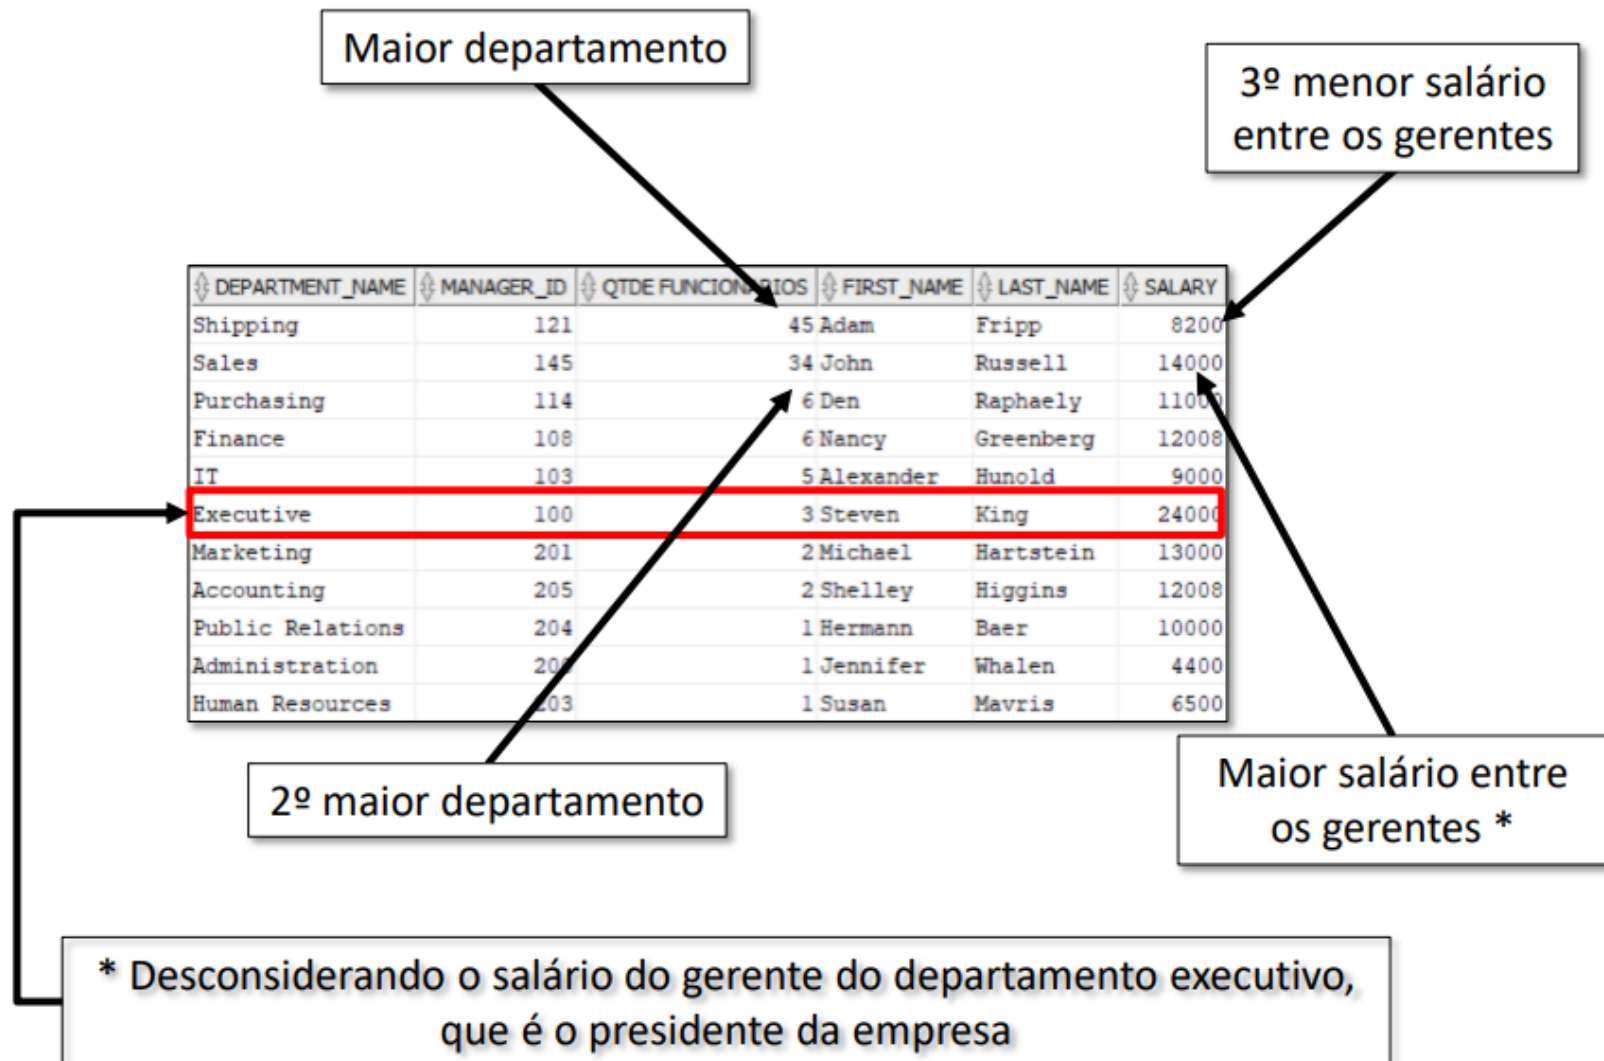 Maior departamento
3º menor salário
entre os gerentes
DEPARTMENT_NAME MANAGER_ID QTDE FUNCIONARIOS FIRST_NAME LAST_NAME SALARY
Shipping 121 45 Adam Fripp 8200
Sales 145 34 John Russell 14000
Purchasing 114 6 Den Raphaely 11000
Finance 108 6 Nancy Greenberg 12008
IT 103 5 Alexander Hunold 9000
Executive 100 3 Steven King 24000
Marketing 201 2 Michael Hartstein 13000
Accounting 205 2 Shelley Higgins 12008
Public Relations 204 1 Hermann Baer 10000
Administration 200 1 Jennifer Whalen 4400
Human Resources 203 1 Susan Mavris 6500
2º maior departamento
Maior salário entre
os gerentes *
* Desconsiderando o salário do gerente do departamento executivo,
que é o presidente da empresa